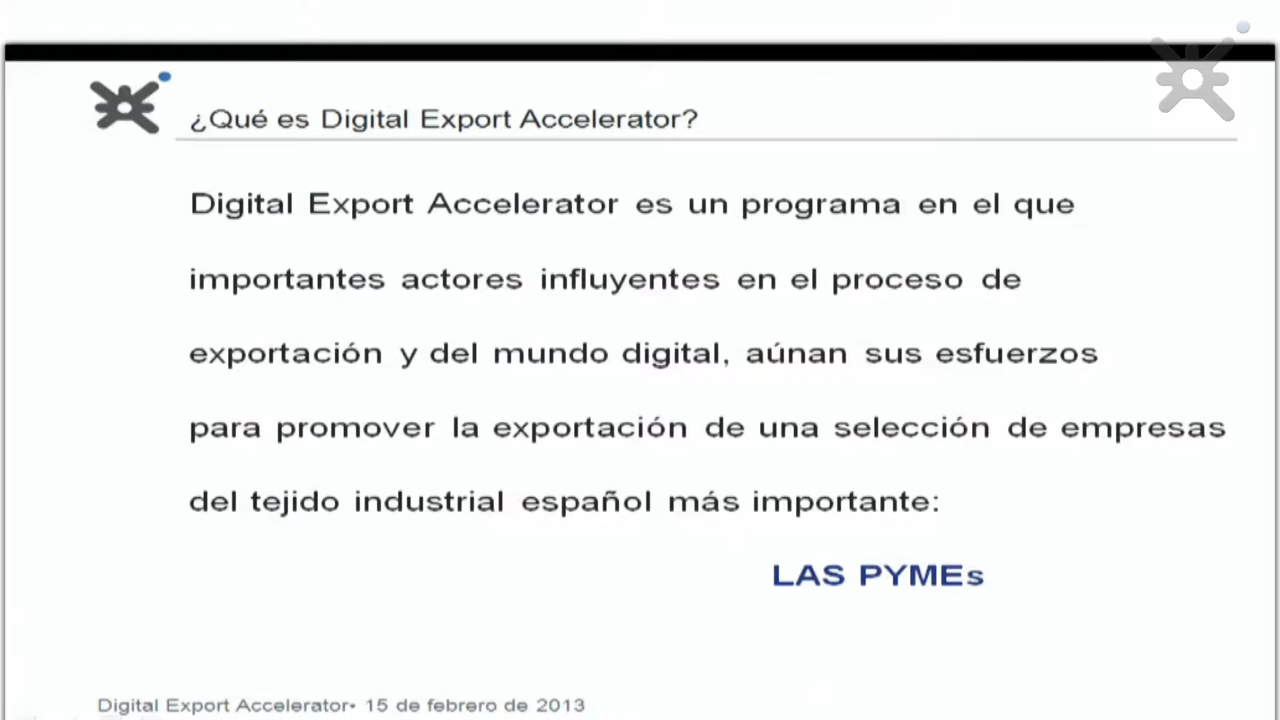 ¿Qué es Digital Export Accelerator?
Digital Export Accelerator es un programa en el que
importantes actores influyentes en el proceso de
exportación y del mundo digital, aúnan sus esfuerzos
para promover la exportación de una selección de empresas
del tejido industrial español más importante:
LAS PYMEs
Digital Export Accelerator• 15 de febrero de 2013